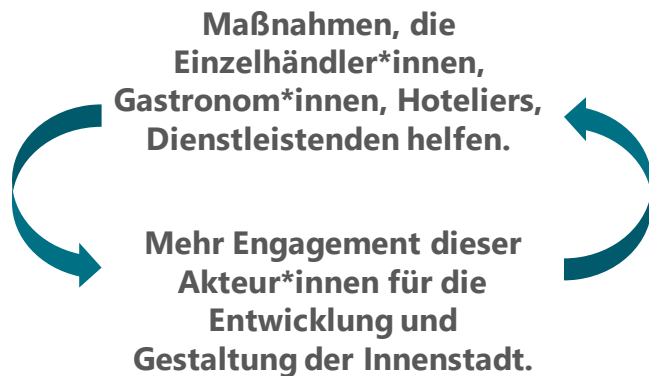 Maßnahmen, die
Einzelhändler*innen,
Gastronom*innen, Hoteliers,
Dienstleistenden helfen.
Mehr Engagement dieser
Akteur*innen für die
Entwicklung und
Gestaltung der Innenstadt.